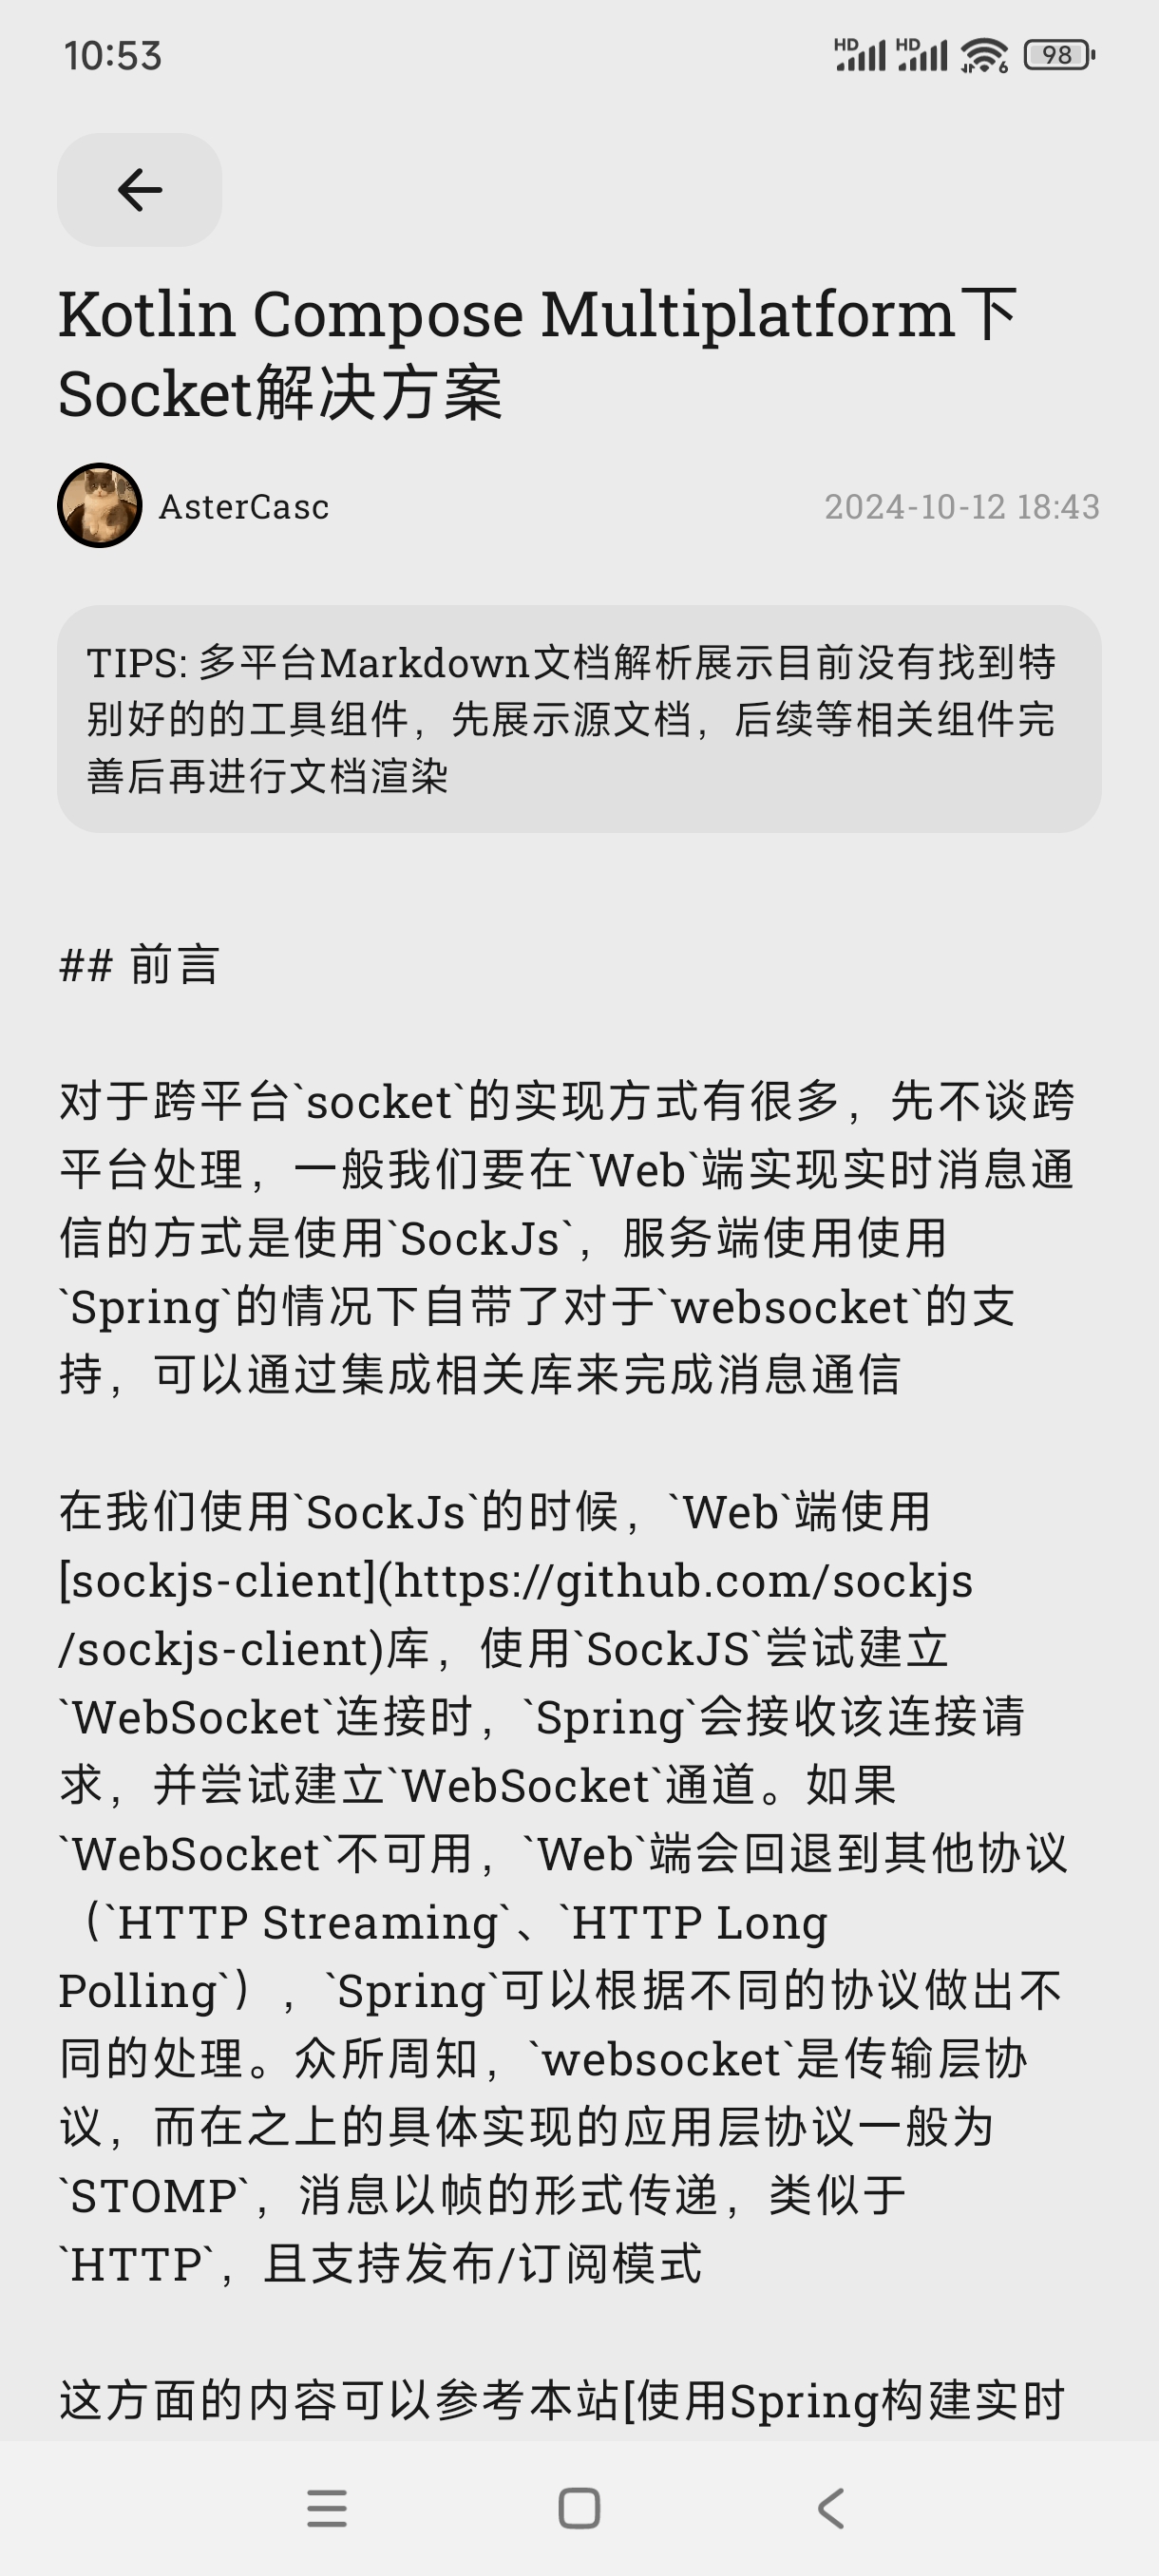 10:53
HD HD 6 98
Kotlin Compose Multiplatform下
Socket解决方案
AsterCasc 2024-10-12 18:43
TIPS: 多平台Markdown文档解析展示目前没有找到特
别好的的工具组件，先展示源文档，后续等相关组件完
善后再进行文档渲染
## 前言
对于跨平台`socket`的实现方式有很多，先不谈跨
平台处理，一般我们要在`Web`端实现实时消息通
信的方式是使用`SockJs`，服务端使用使用
`Spring`的情况下自带了对于`websocket`的支
持，可以通过集成相关库来完成消息通信
在我们使用`SockJs`的时候，`Web`端使用
[sockjs-client](https://github.com/sockjs
/sockjs-client)库，使用`SockJS`尝试建立
`WebSocket`连接时，`Spring`会接收该连接请
求，并尝试建立`WebSocket`通道。如果
`WebSocket`不可用，`Web`端会回退到其他协议
（`HTTP Streaming`、`HTTP Long
Polling`），`Spring`可以根据不同的协议做出不
同的处理。众所周知，`websocket`是传输层协
议，而在之上的具体实现的应用层协议一般为
`STOMP`，消息以帧的形式传递，类似于
`HTTP`，且支持发布/订阅模式
这方面的内容可以参考本站[使用Spring构建实时